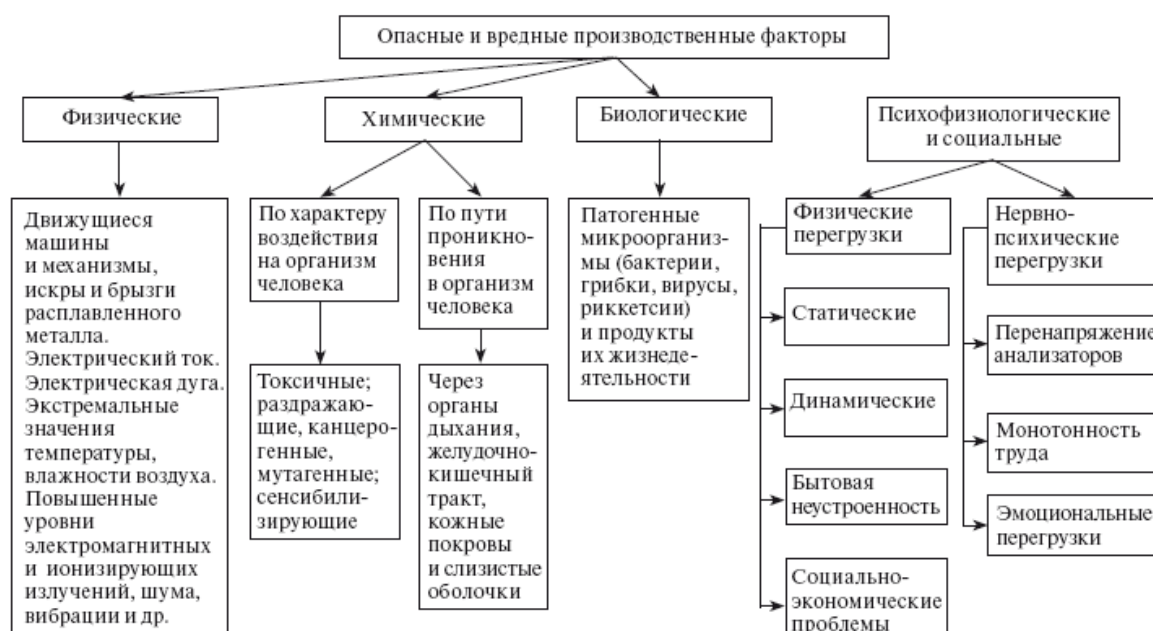 Опасные и вредные производственные факторы
Физические
Химические
Биологические
Психофизиологические
и социальные
Движущиеся
машины
и механизмы,
искры и брызги
расплавленного
металла.
Электрический ток.
Электрическая дуга.
Экстремальные
значения
температуры,
влажности воздуха.
Повышенные
уровни
электромагнитных
и ионизирующих
излучений, шума,
вибрации и др.
По характеру
воздействия
на организм
человека
Токсичные;
раздражаю-
щие, канцеро-
генные,
мутагенные;
сенсибили-
зирующие
По пути
проникно-
вения
в организм
человека
Через
органы
дыхания,
желудочно-
кишечный
тракт,
кожные
покровы
и слизистые
оболочки
Патогенные
микроорганиз-
мы (бактерии,
грибки, вирусы,
риккетсии)
и продукты
их жизнеде-
ятельности
Физические
перегрузки
Статические
Динамические
Бытовая
неустроенность
Социально-
экономические
проблемы
Нервно-
психические
перегрузки
Перенапряжение
анализаторов
Монотонность
труда
Эмоциональные
перегрузки